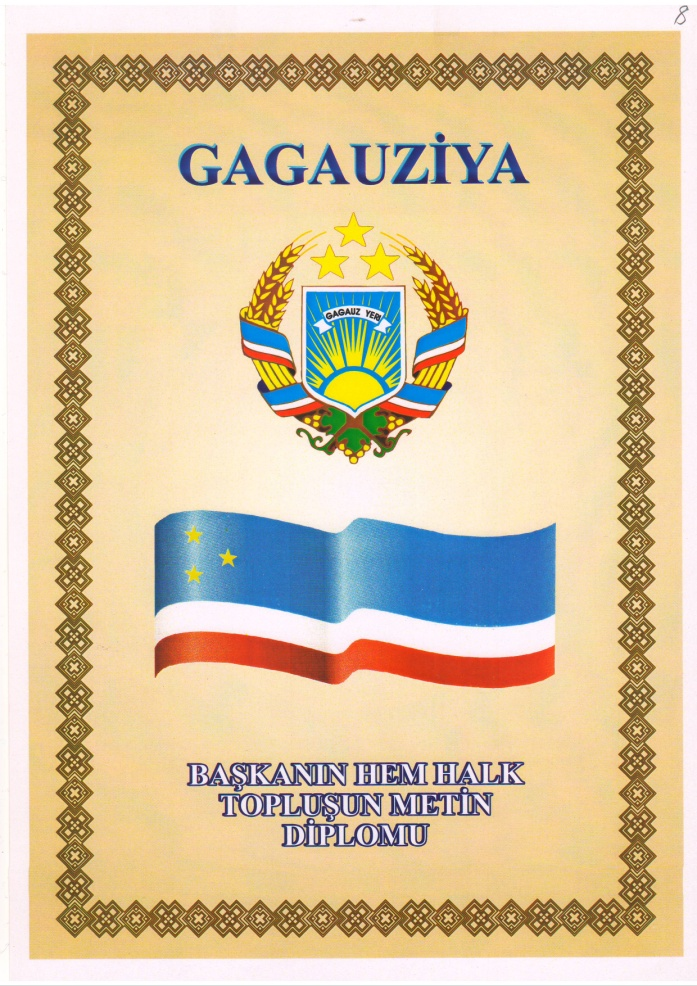 8
GAGAUZİYA
GAGAUZ YERİ
BAŞKANIN HEM HALK
TOPLUŞUN METİN
DİPLOMU